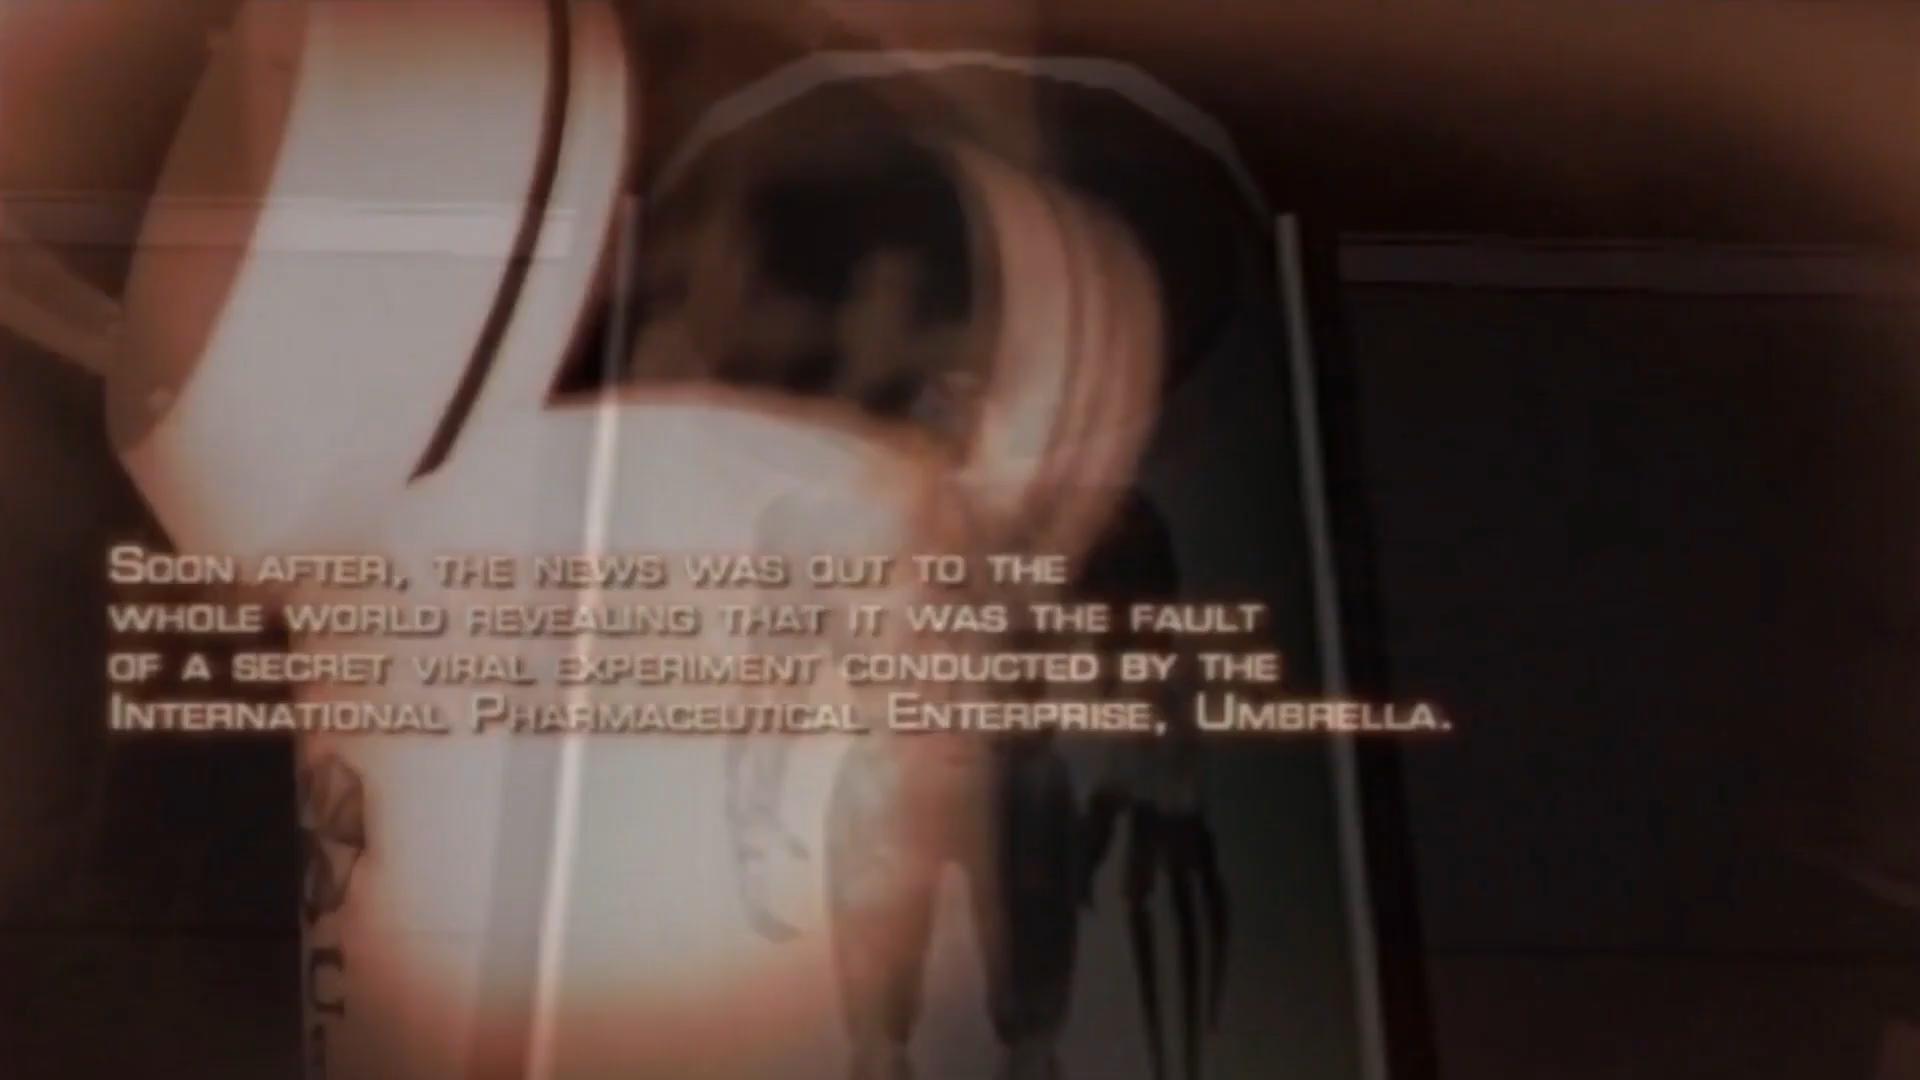 Soon after, the news was out to the
whole world revealing that it was the fault
of a secret viral experiment conducted by the
International Pharmaceutical Enterprise, Umbrella.